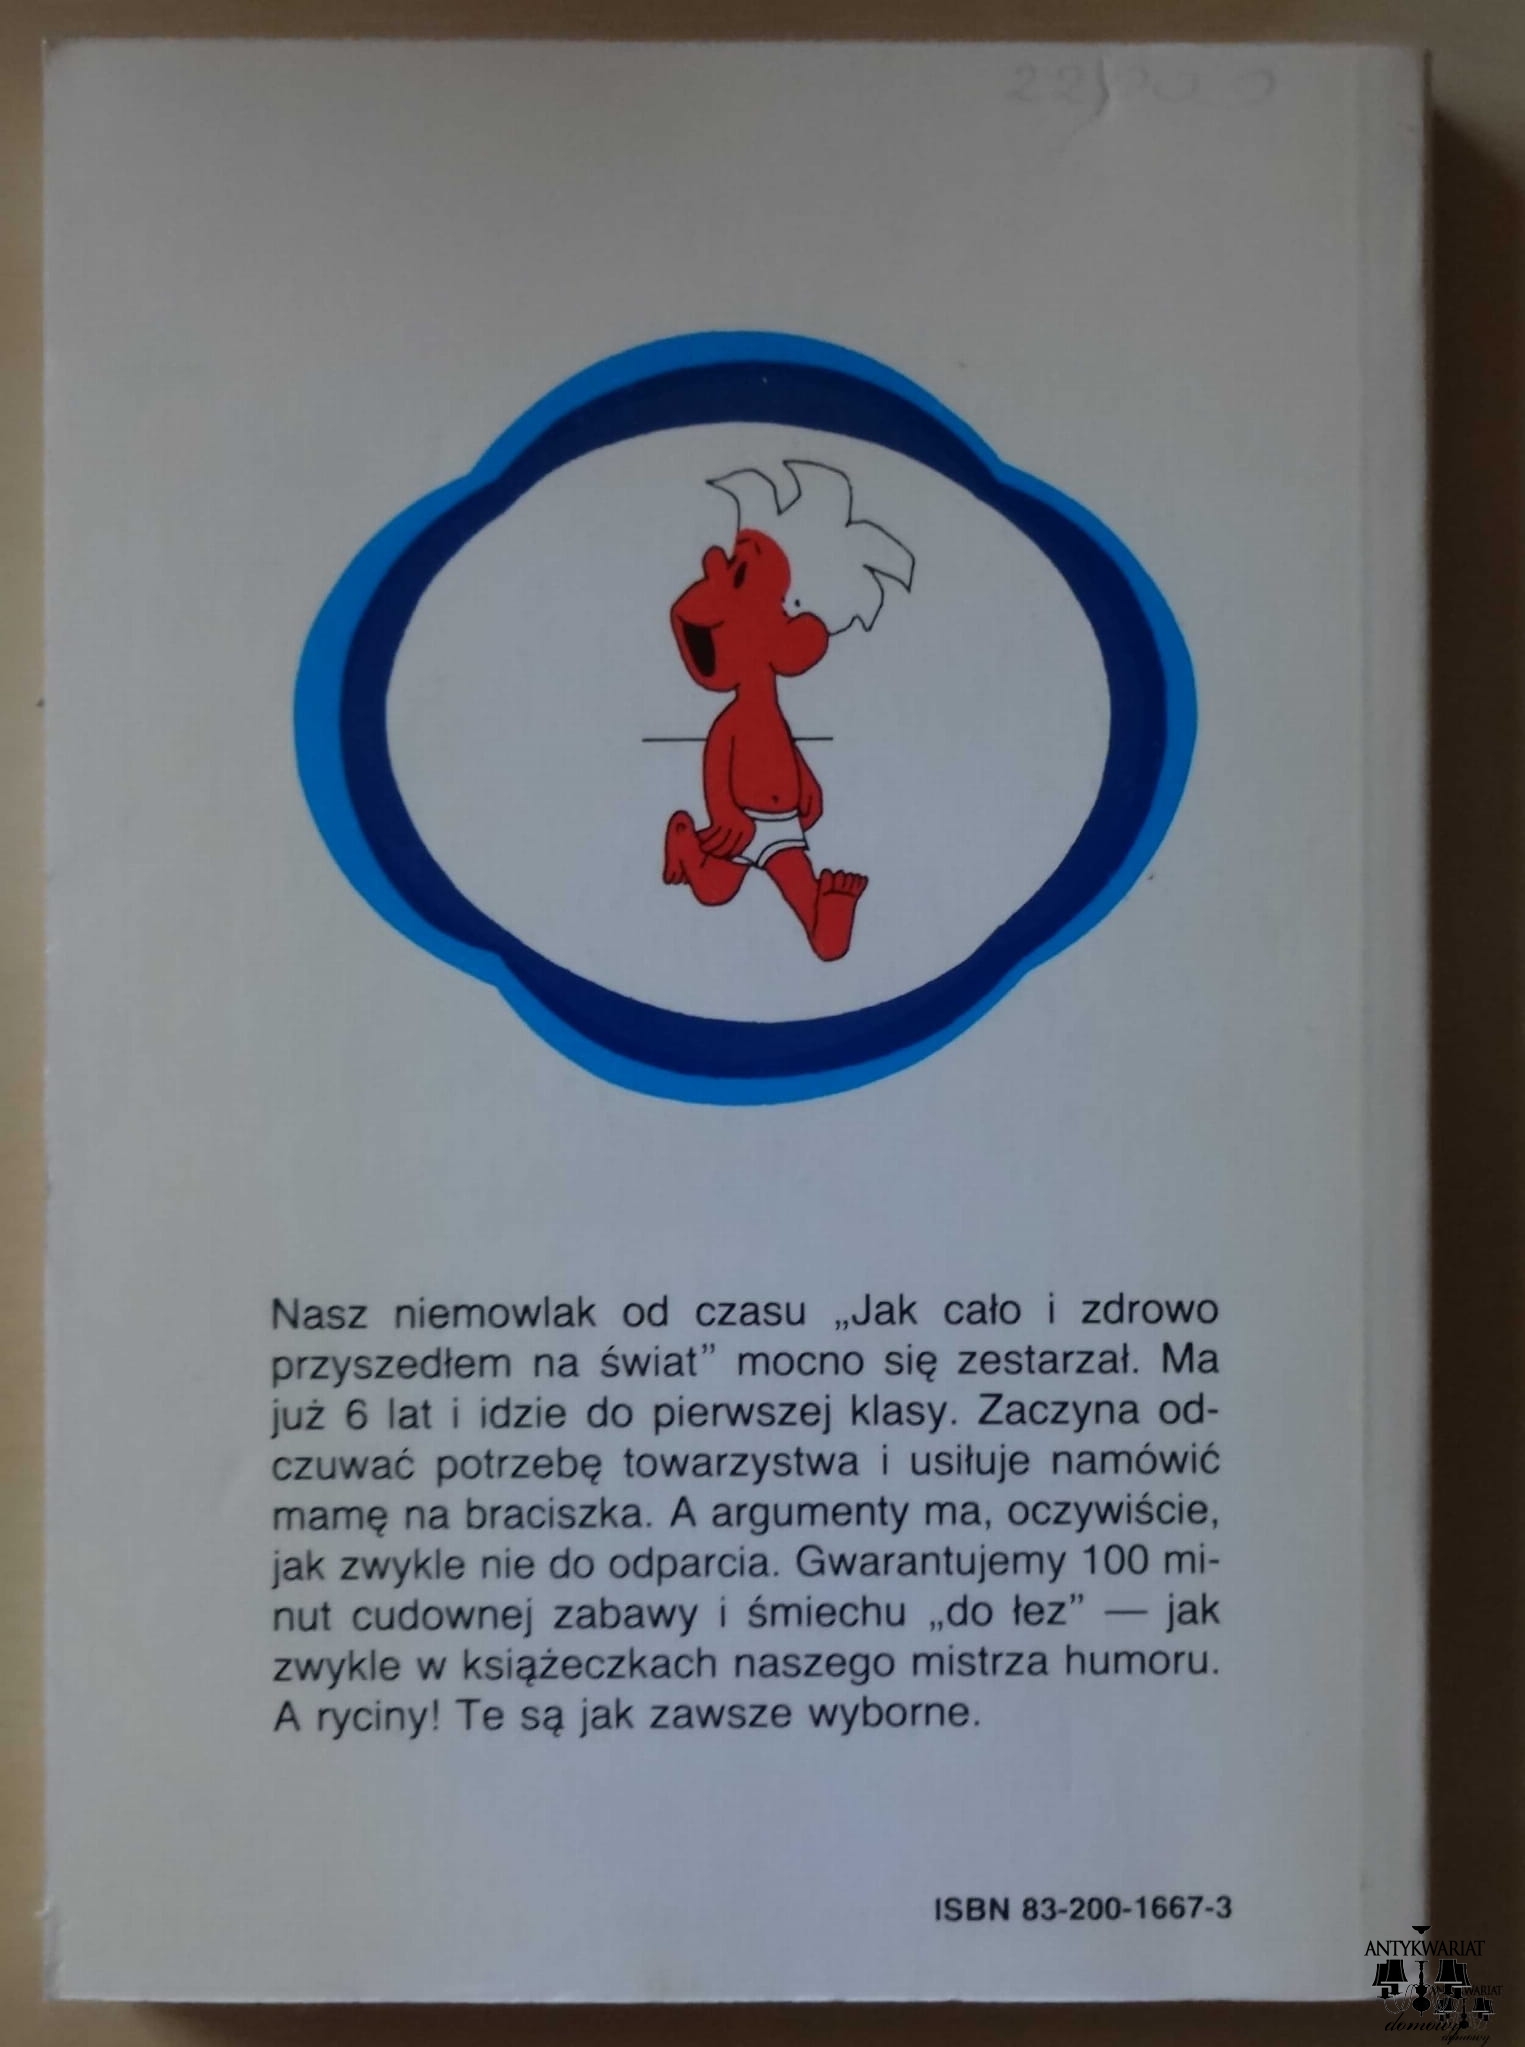 Nasz niemowlak od czasu „Jak cało i zdrowo
przyszedłem na świat” mocno się zestarzał. Ma
już 6 lat i idzie do pierwszej klasy. Zaczyna od-
czuwać potrzebę towarzystwa i usiłuje namówić
mamę na braciszka. A argumenty ma, oczywiście,
jak zwykle nie do odparcia. Gwarantujemy 100 mi-
nut cudownej zabawy i śmiechu „do łez” — jak
zwykle w książeczkach naszego mistrza humoru.
A ryciny! Te są jak zawsze wyborne.
ISBN 83-200-1667-3
ANTYKWARIAT
domowy